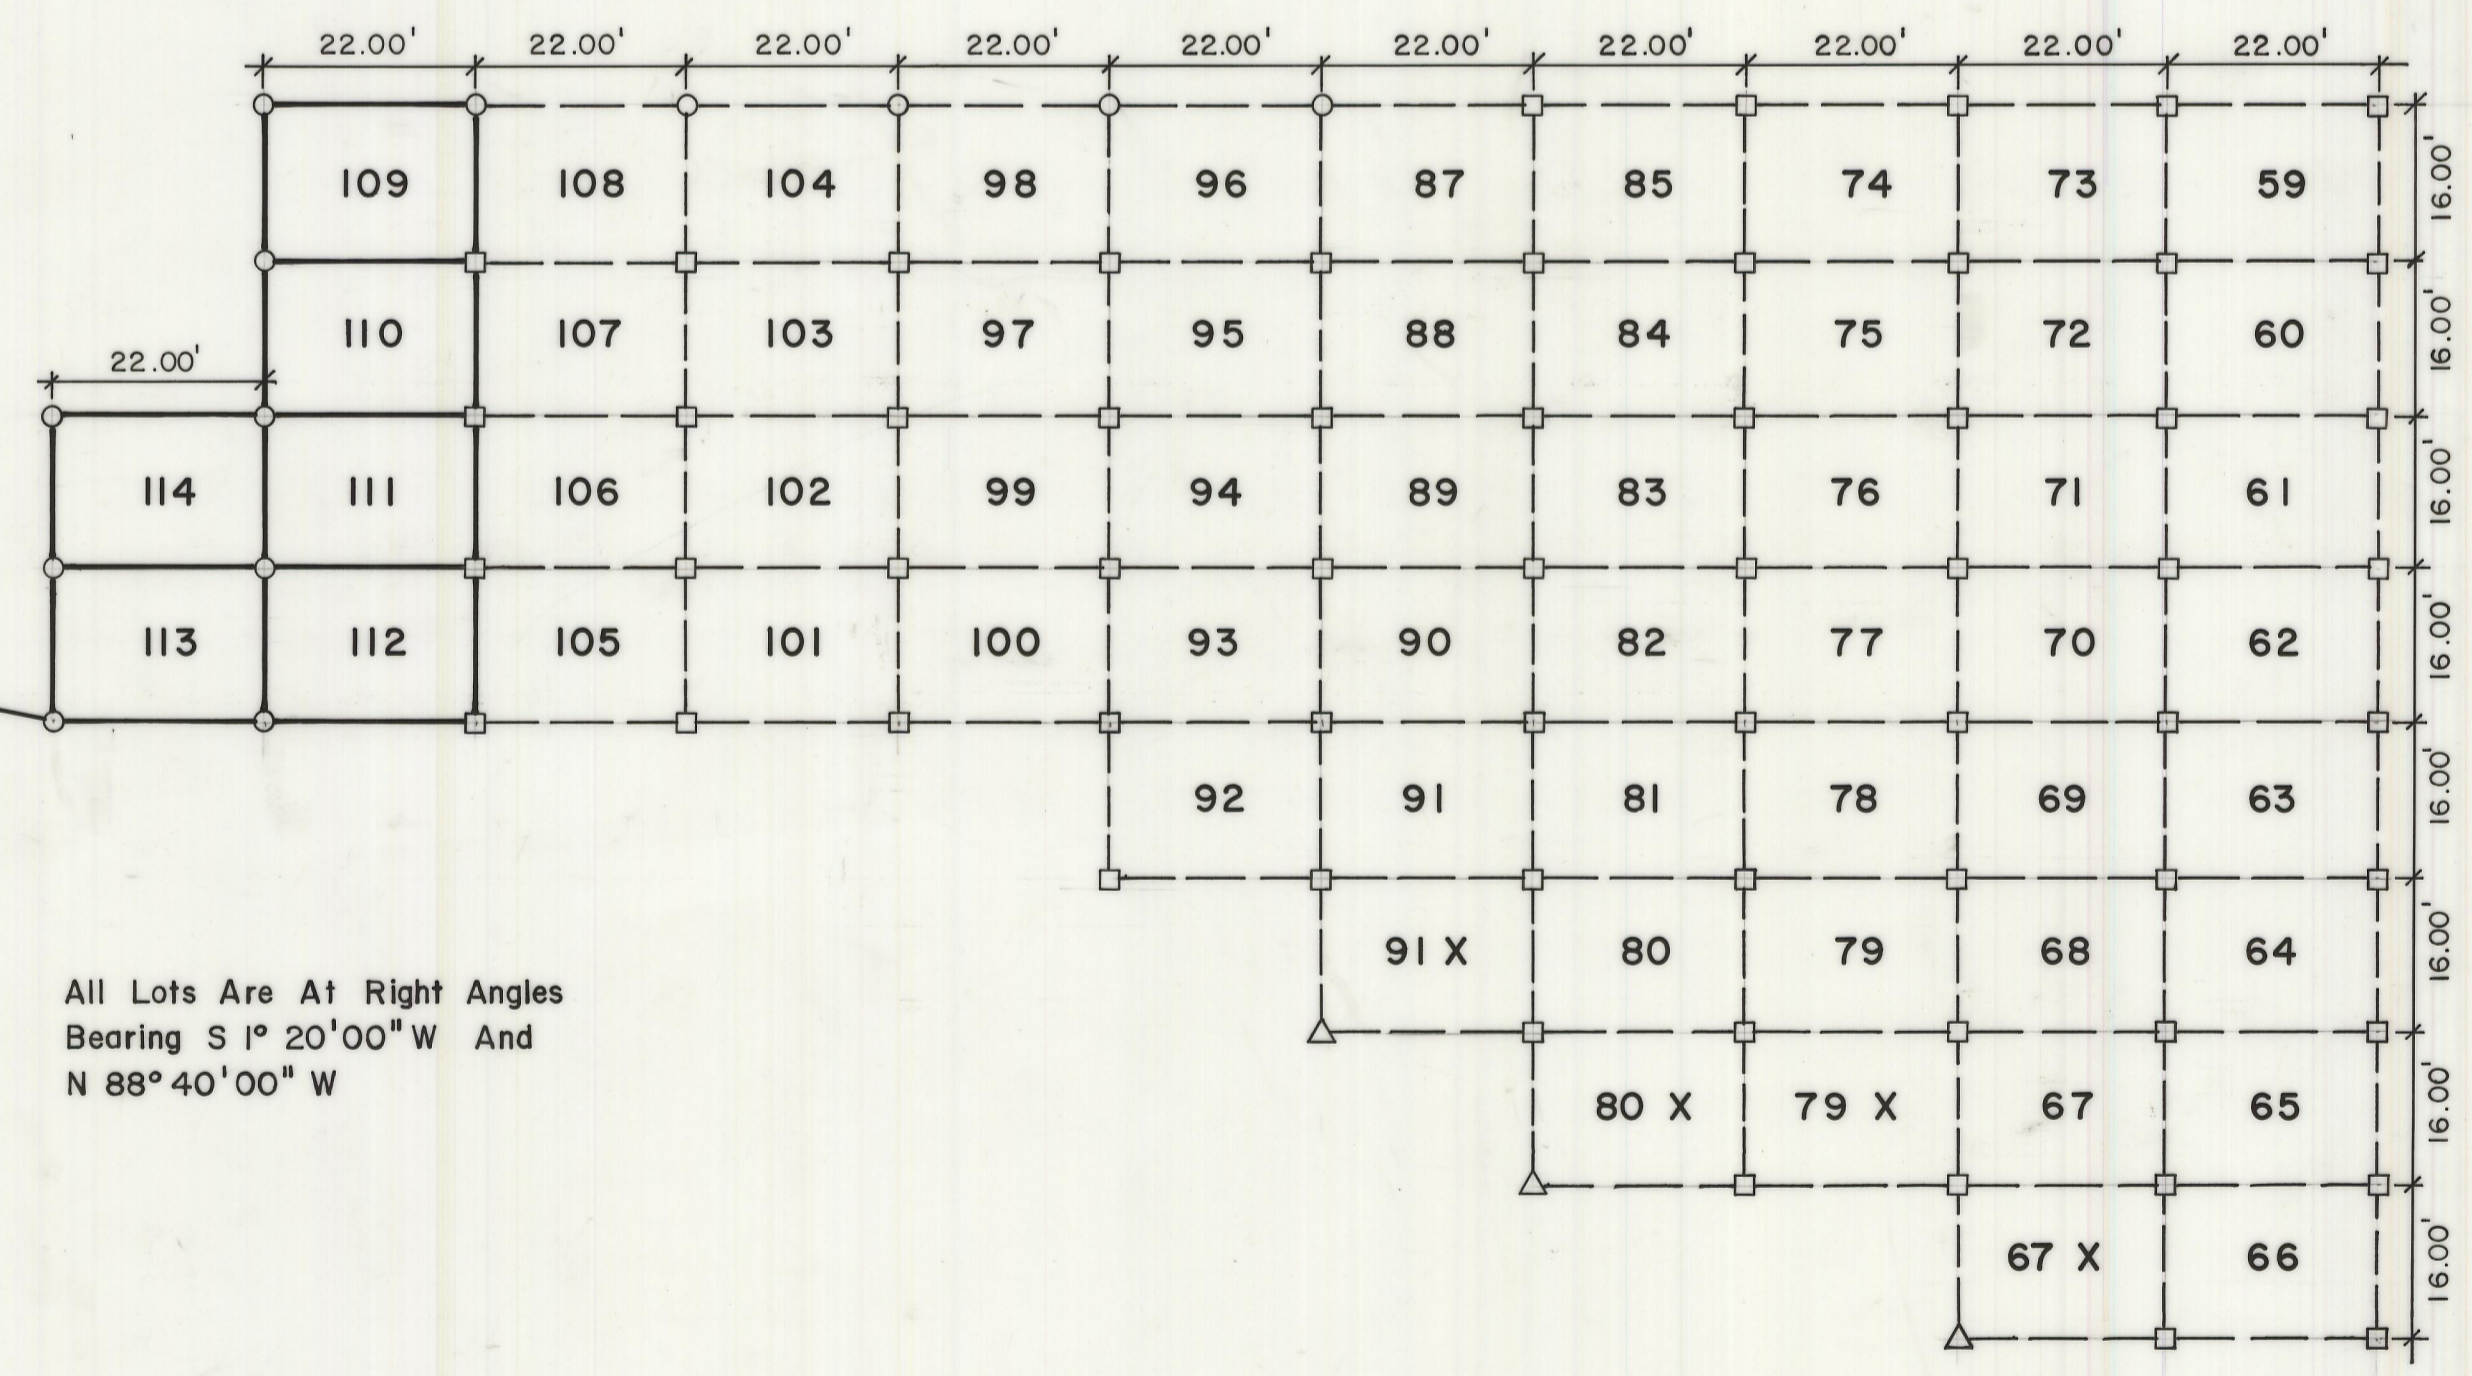 22.00' 22.00' 22.00' 22.00' 22.00' 22.00' 22.00' 22.00' 22.00' 22.00'
109 108 104 98 96 87 85 74 73 59 16.00'
110 107 103 97 95 88 84 75 72 60 16.00'
22.00'
114 111 106 102 99 94 89 83 76 71 61 16.00'
113 112 105 101 100 93 90 82 77 70 62 16.00'
92 91 81 78 69 63 16.00'
91 X 80 79 68 64 16.00'
80 X 79 X 67 65 16.00'
67 X 66 16.00'
All Lots Are At Right Angles
Bearing S 1° 20'00" W And
N 88° 40'00" W